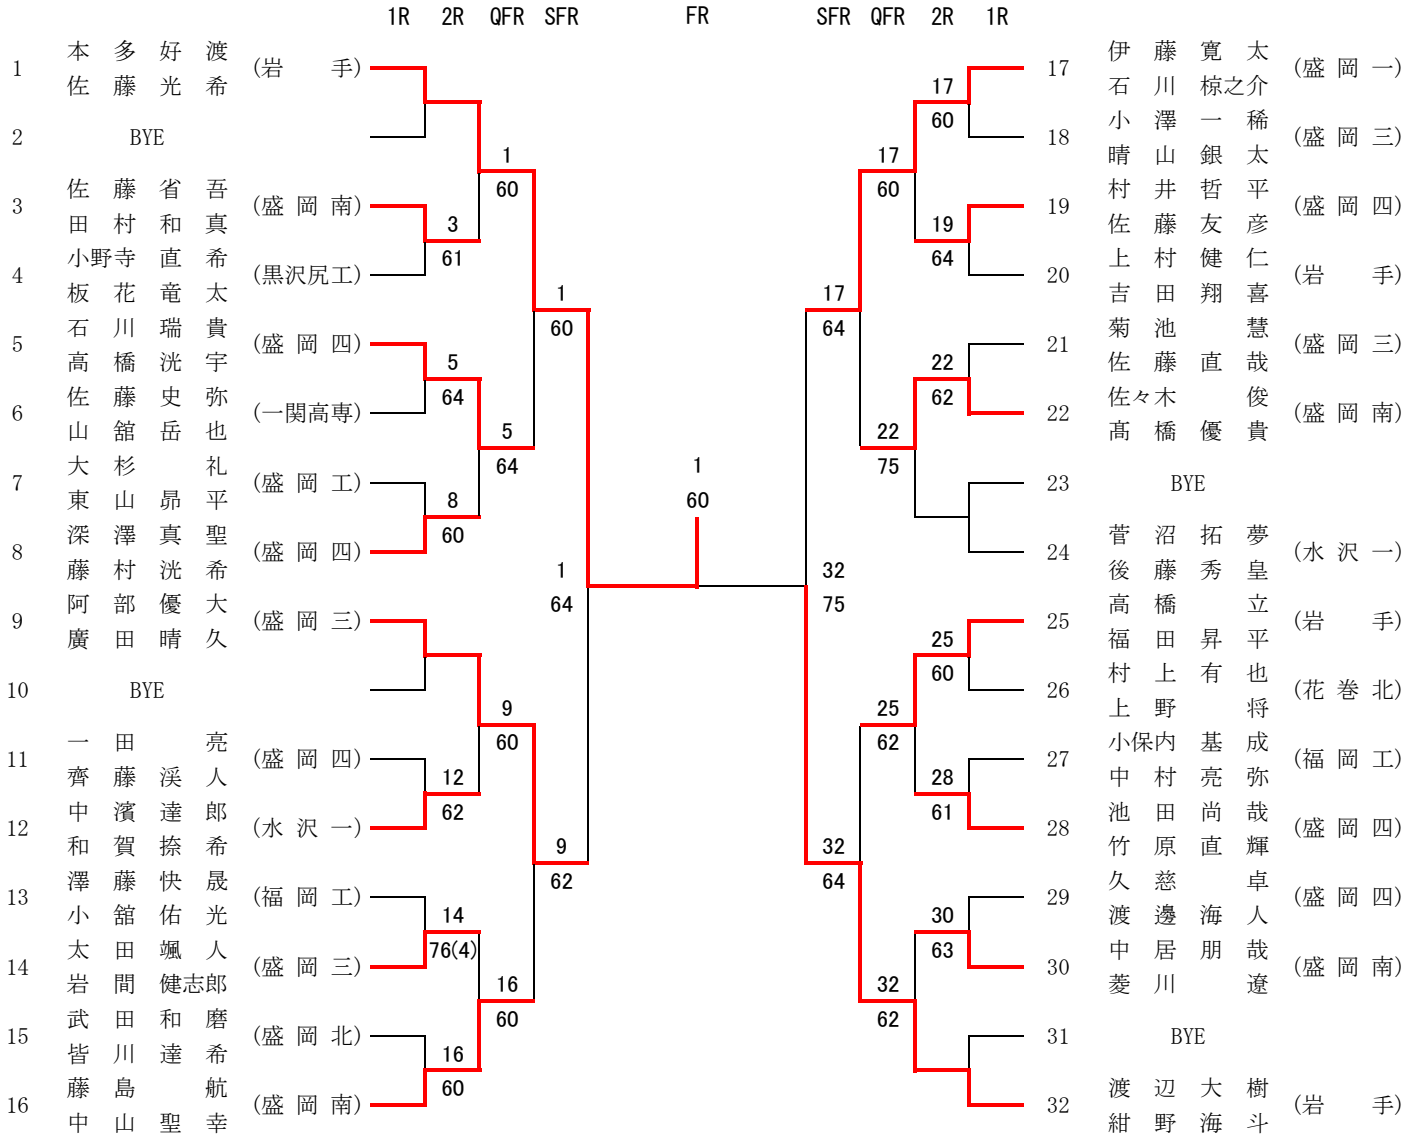 1R 2R QFR SFR FR SFR QFR 2R 1R
1 本多好渡 佐藤光希 (岩手)
2 BYE
3 佐藤省吾 田村和真 (盛岡南)
4 小野寺直希 板花竜太 (黒沢尻工)
5 石川瑞貴 高橋洸宇 (盛岡四)
6 佐藤史弥 山舘岳也 (一関高専)
7 大杉礼 東山昴平 (盛岡工)
8 深澤真聖 藤村洸希 (盛岡四)
9 阿部優大 廣田晴久 (盛岡三)
10 BYE
11 一田亮 齊藤渓人 (盛岡四)
12 中濱達郎 和賀捺希 (水沢一)
13 澤藤快晟 小舘佑光 (福岡工)
14 太田颯人 岩間健志郎 (盛岡三)
15 武田和磨 皆川達希 (盛岡北)
16 藤島航 中山聖幸 (盛岡南)
3
61
5
64
8
60
12
62
14
76(4)
16
60
1
60
5
64
9
60
16
60
1
60
9
62
1
64
1
60
32
75
17
64
32
64
17
60
22
75
25
62
32
62
17
60
19
64
22
62
25
60
28
61
30
63
17 伊藤寛太 石川椋之介 (盛岡一)
18 小澤一稀 晴山銀太 (盛岡三)
19 村井哲平 佐藤友彦 (盛岡四)
20 上村健仁 吉田翔喜 (岩手)
21 菊池慧 佐藤直哉 (盛岡三)
22 佐々木俊 髙橋優貴 (盛岡南)
23 BYE
24 菅沼拓夢 後藤秀皇 (水沢一)
25 高橋立 福田昇平 (岩手)
26 村上有也 上野将 (花巻北)
27 小保内基成 中村亮弥 (福岡工)
28 池田尚哉 竹原直輝 (盛岡四)
29 久慈卓 渡邊海人 (盛岡四)
30 中居朋哉 菱川遼 (盛岡南)
31 BYE
32 渡辺大樹 紺野海斗 (岩手)